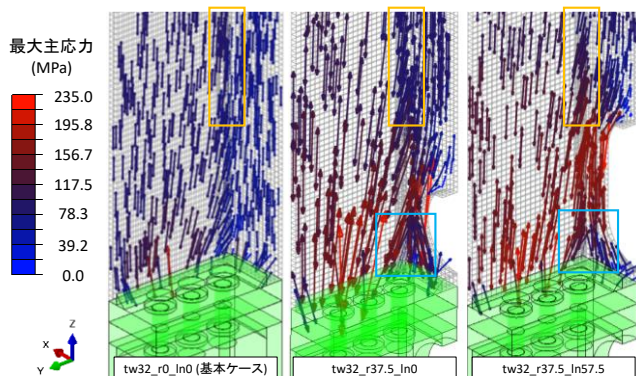 最大主応力
(MPa)
235.0
195.8
156.7
117.5
78.3
39.2
0.0
Z
X
Y
tw32_r0_ln0 (基本ケース)
tw32_r37.5_ln0
tw32_r37.5_ln57.5